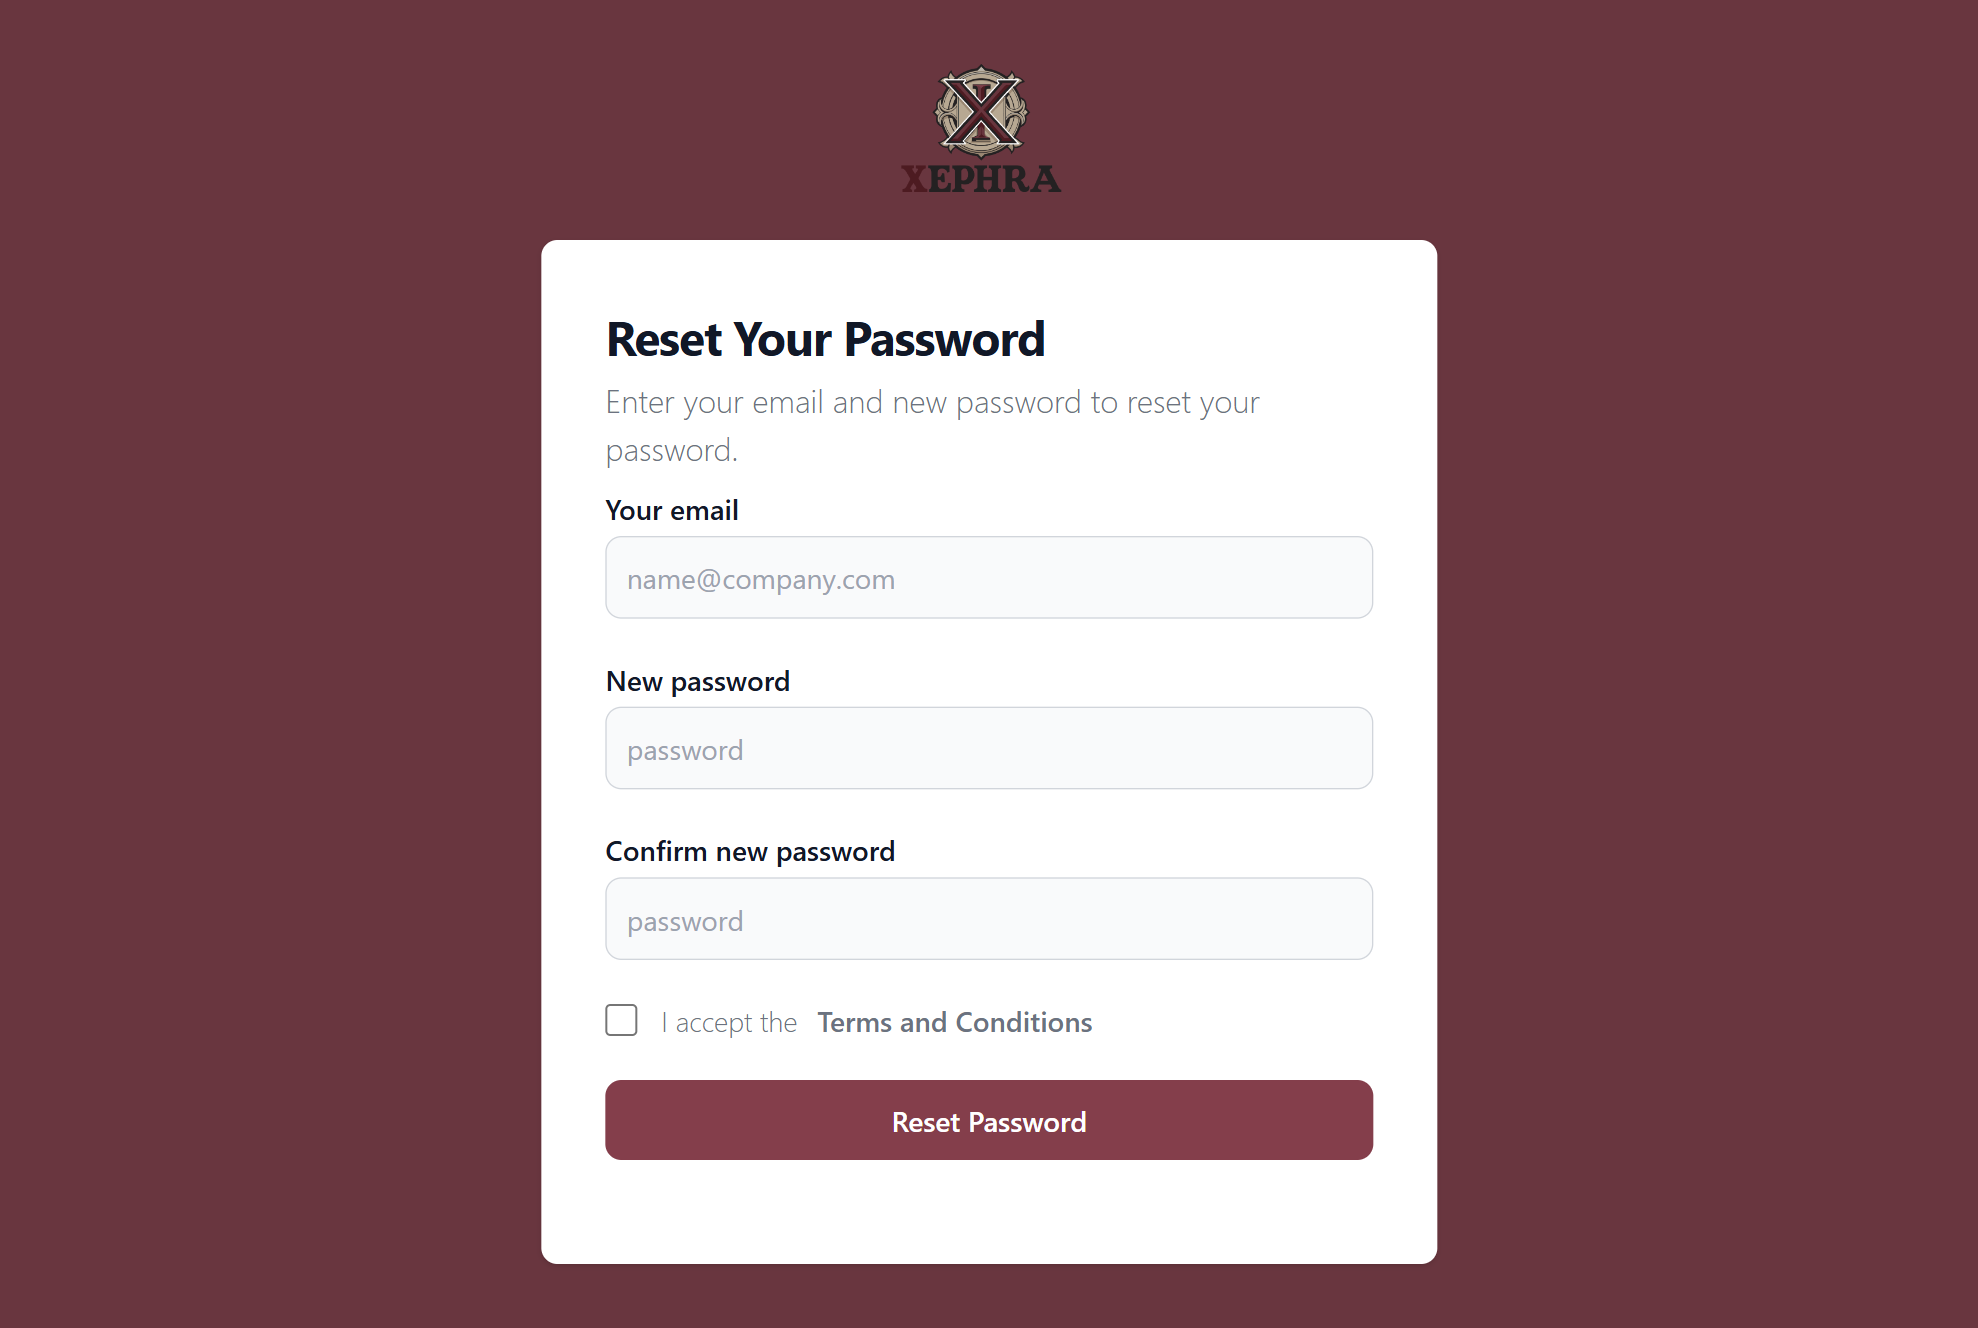 XEPHRA
Reset Your Password
Enter your email and new password to reset your
password.
Your email
name@company.com
New password
password
Confirm new password
password
I accept the Terms and Conditions
Reset Password